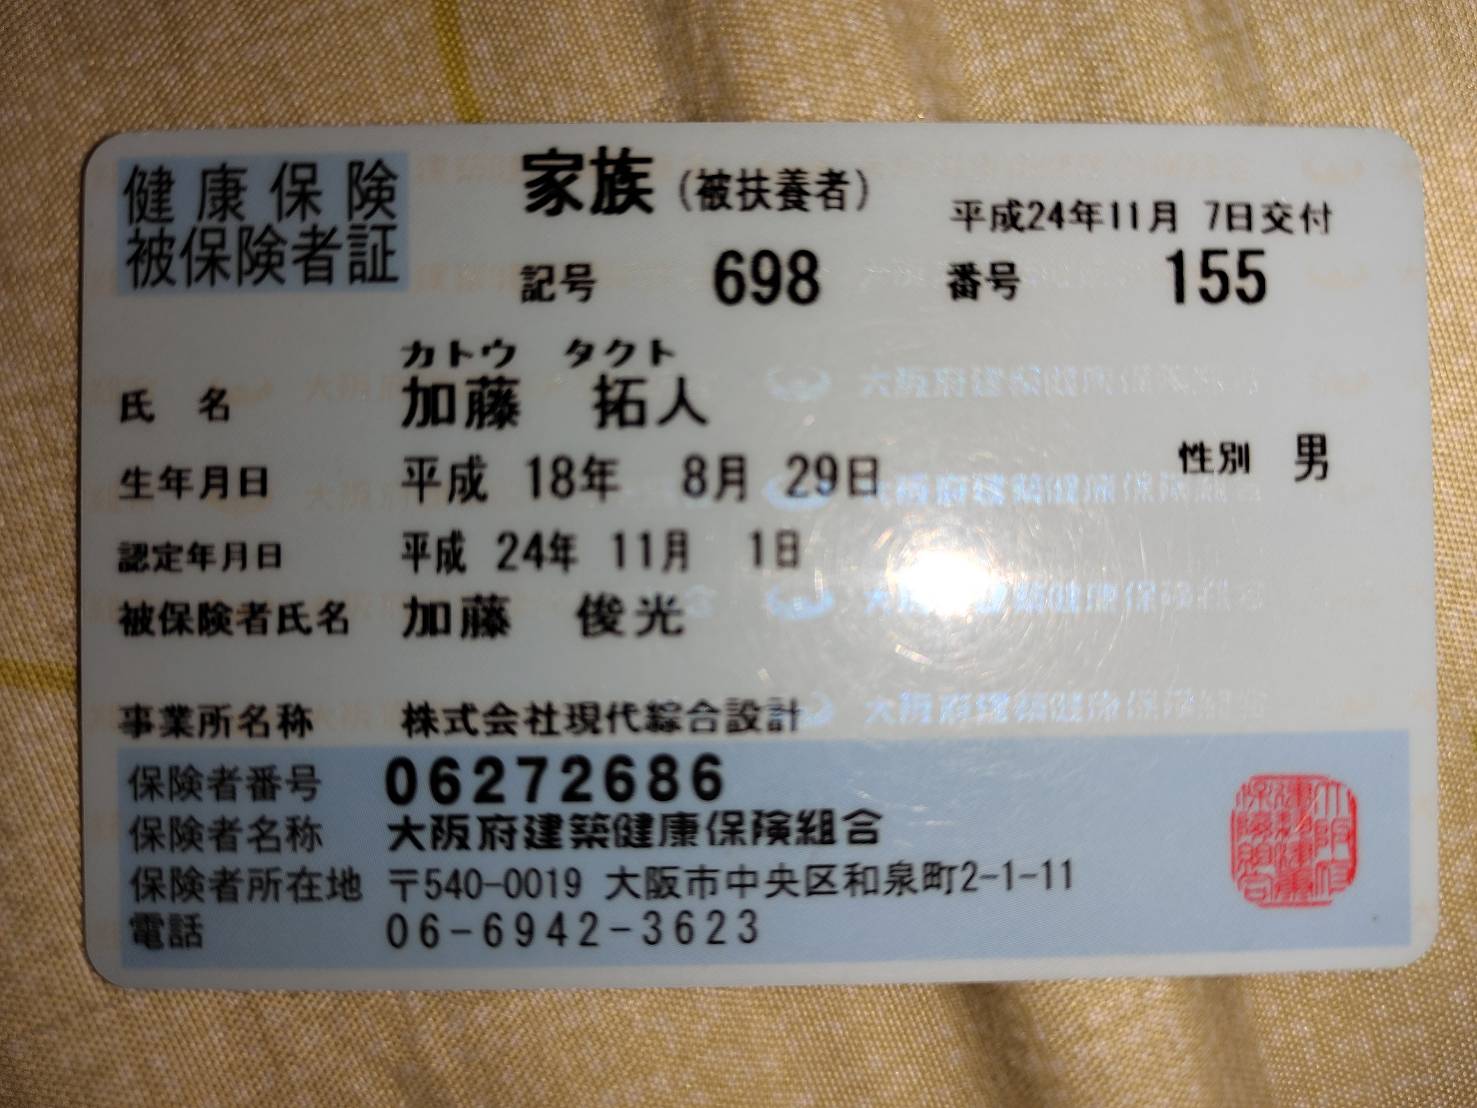 健康保険
被保険者証
家族(被扶養者)
平成24年11月 7日交付
記号 698 番号 155
カトウ タクト
氏 名 加藤 拓人
性別 男
生年月日 平成 18年 8月 29日
認定年月日 平成 24年 11月 1日
被保険者氏名 加藤 俊光
事業所名称 株式会社現代綜合設計
保険者番号 06272686
保険者名称 大阪府建築健康保険組合
保険者所在地 〒540-0019 大阪市中央区和泉町2-1-11
電話 06-6942-3623